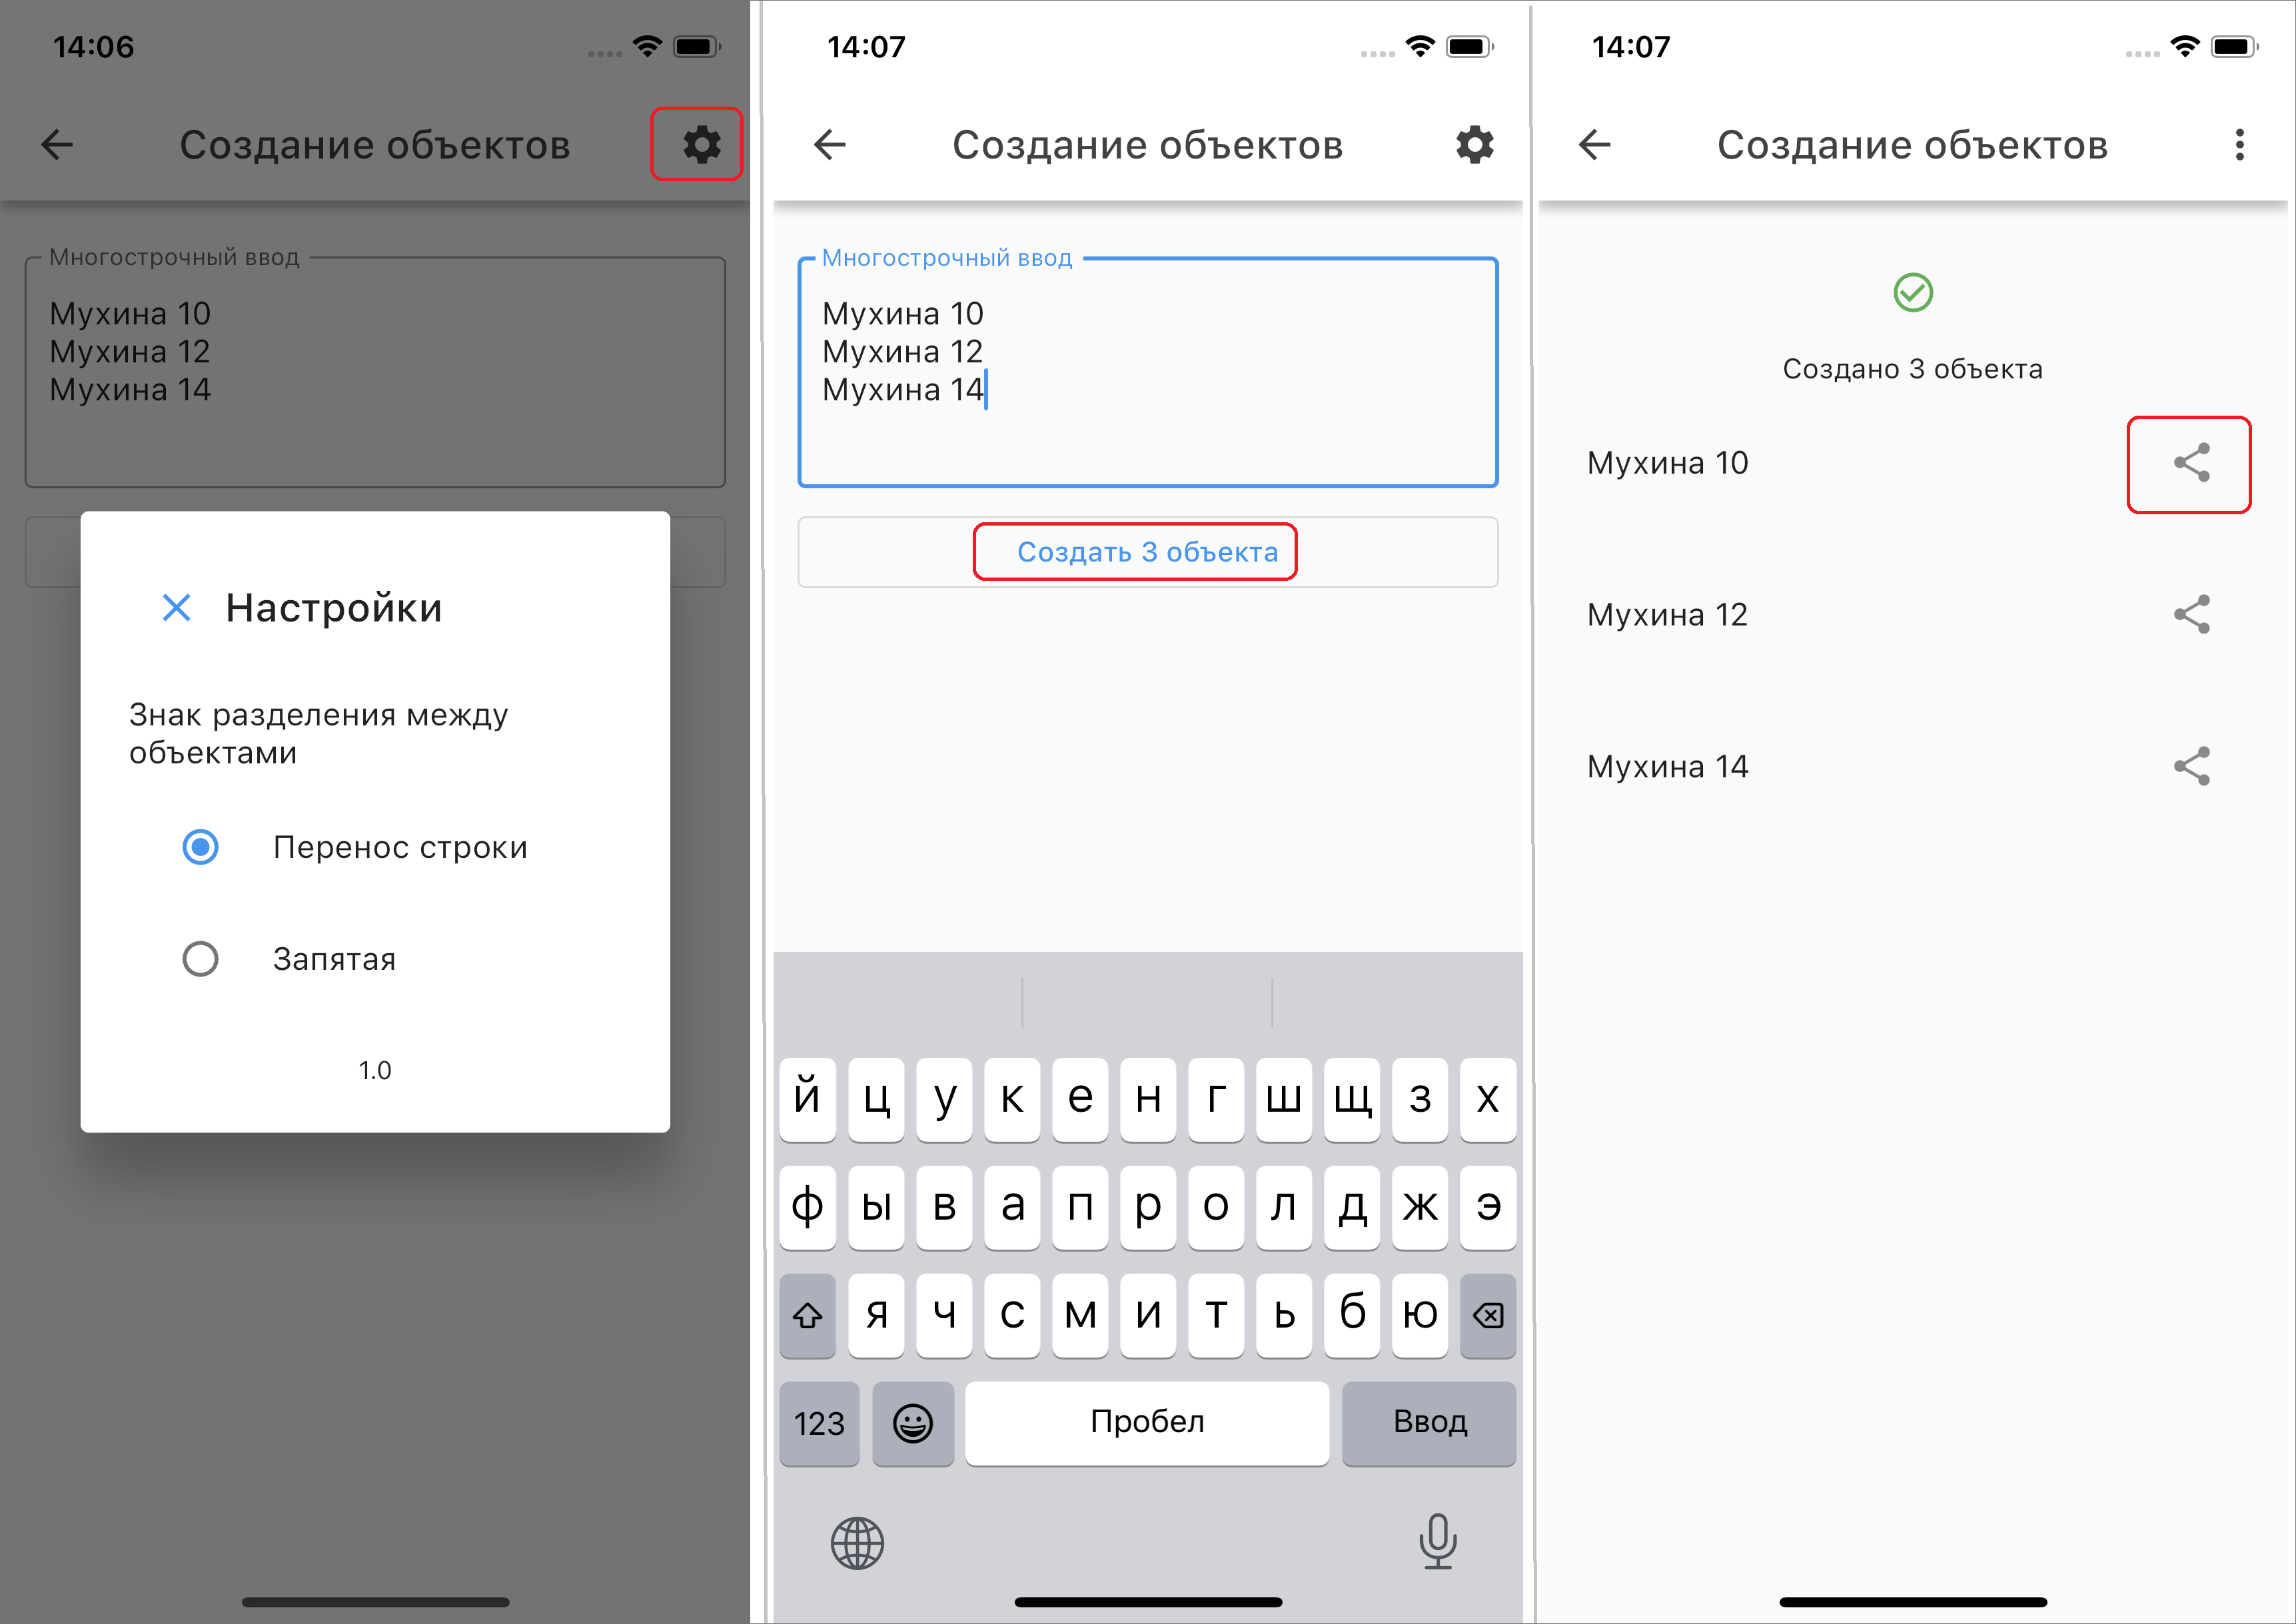 14:06
Создание объектов
Многострочный ввод
Мухина 10
Мухина 12
Мухина 14
Настройки
Знак разделения между
объектами
Перенос строки
Запятая
1.0
14:07
Создание объектов
Многострочный ввод
Мухина 10
Мухина 12
Мухина 14
Создать 3 объекта
й ц у к е н г ш щ з х
ф ы в а п р о л д ж э
я ч с м и т ь б ю
123 Пробел Ввод
14:07
Создание объектов
Создано 3 объекта
Мухина 10
Мухина 12
Мухина 14